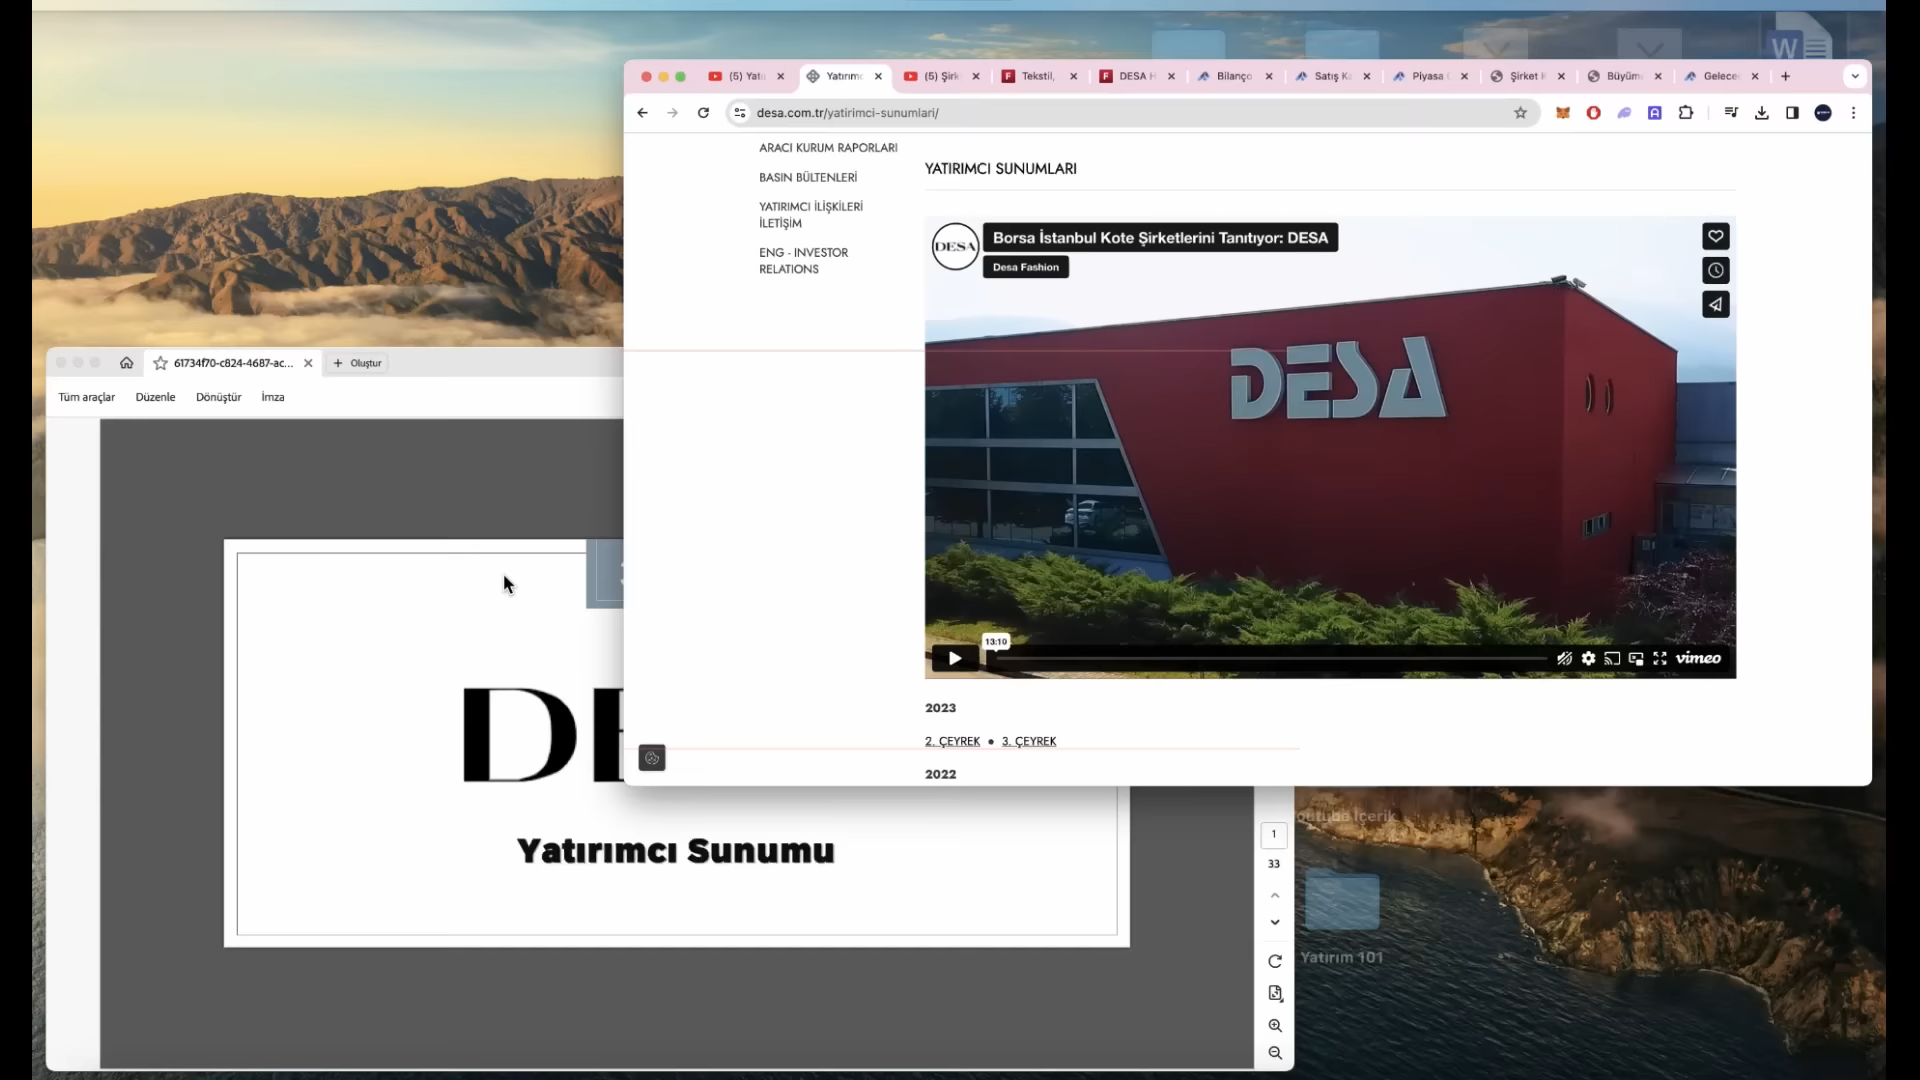 W
(5) Yatı
Yatırım
(5) Şirk
Tekstil,
DESA H
Bilanço
Satış K
Piyasa
Şirket
Büyüm
Gelece
desa.com.tr/yatirimci-sunumlari/
ARACI KURUM RAPORLARI
BASIN BÜLTENLERİ
YATIRIMCI İLİŞKİLERİ
İLETİŞİM
ENG - INVESTOR
RELATIONS
YATIRIMCI SUNUMLARI
DESA
Borsa İstanbul Kote Şirketlerini Tanıtıyor: DESA
Desa Fashion
DESA
13:10
vimeo
2023
2. ÇEYREK • 3. ÇEYREK
2022
61734f70-c824-4687-ac...
+ Oluştur
Tüm araçlar Düzenle Dönüştür İmza
DE
Yatırımcı Sunumu
1
33
outube İçerik
Yatırım 101